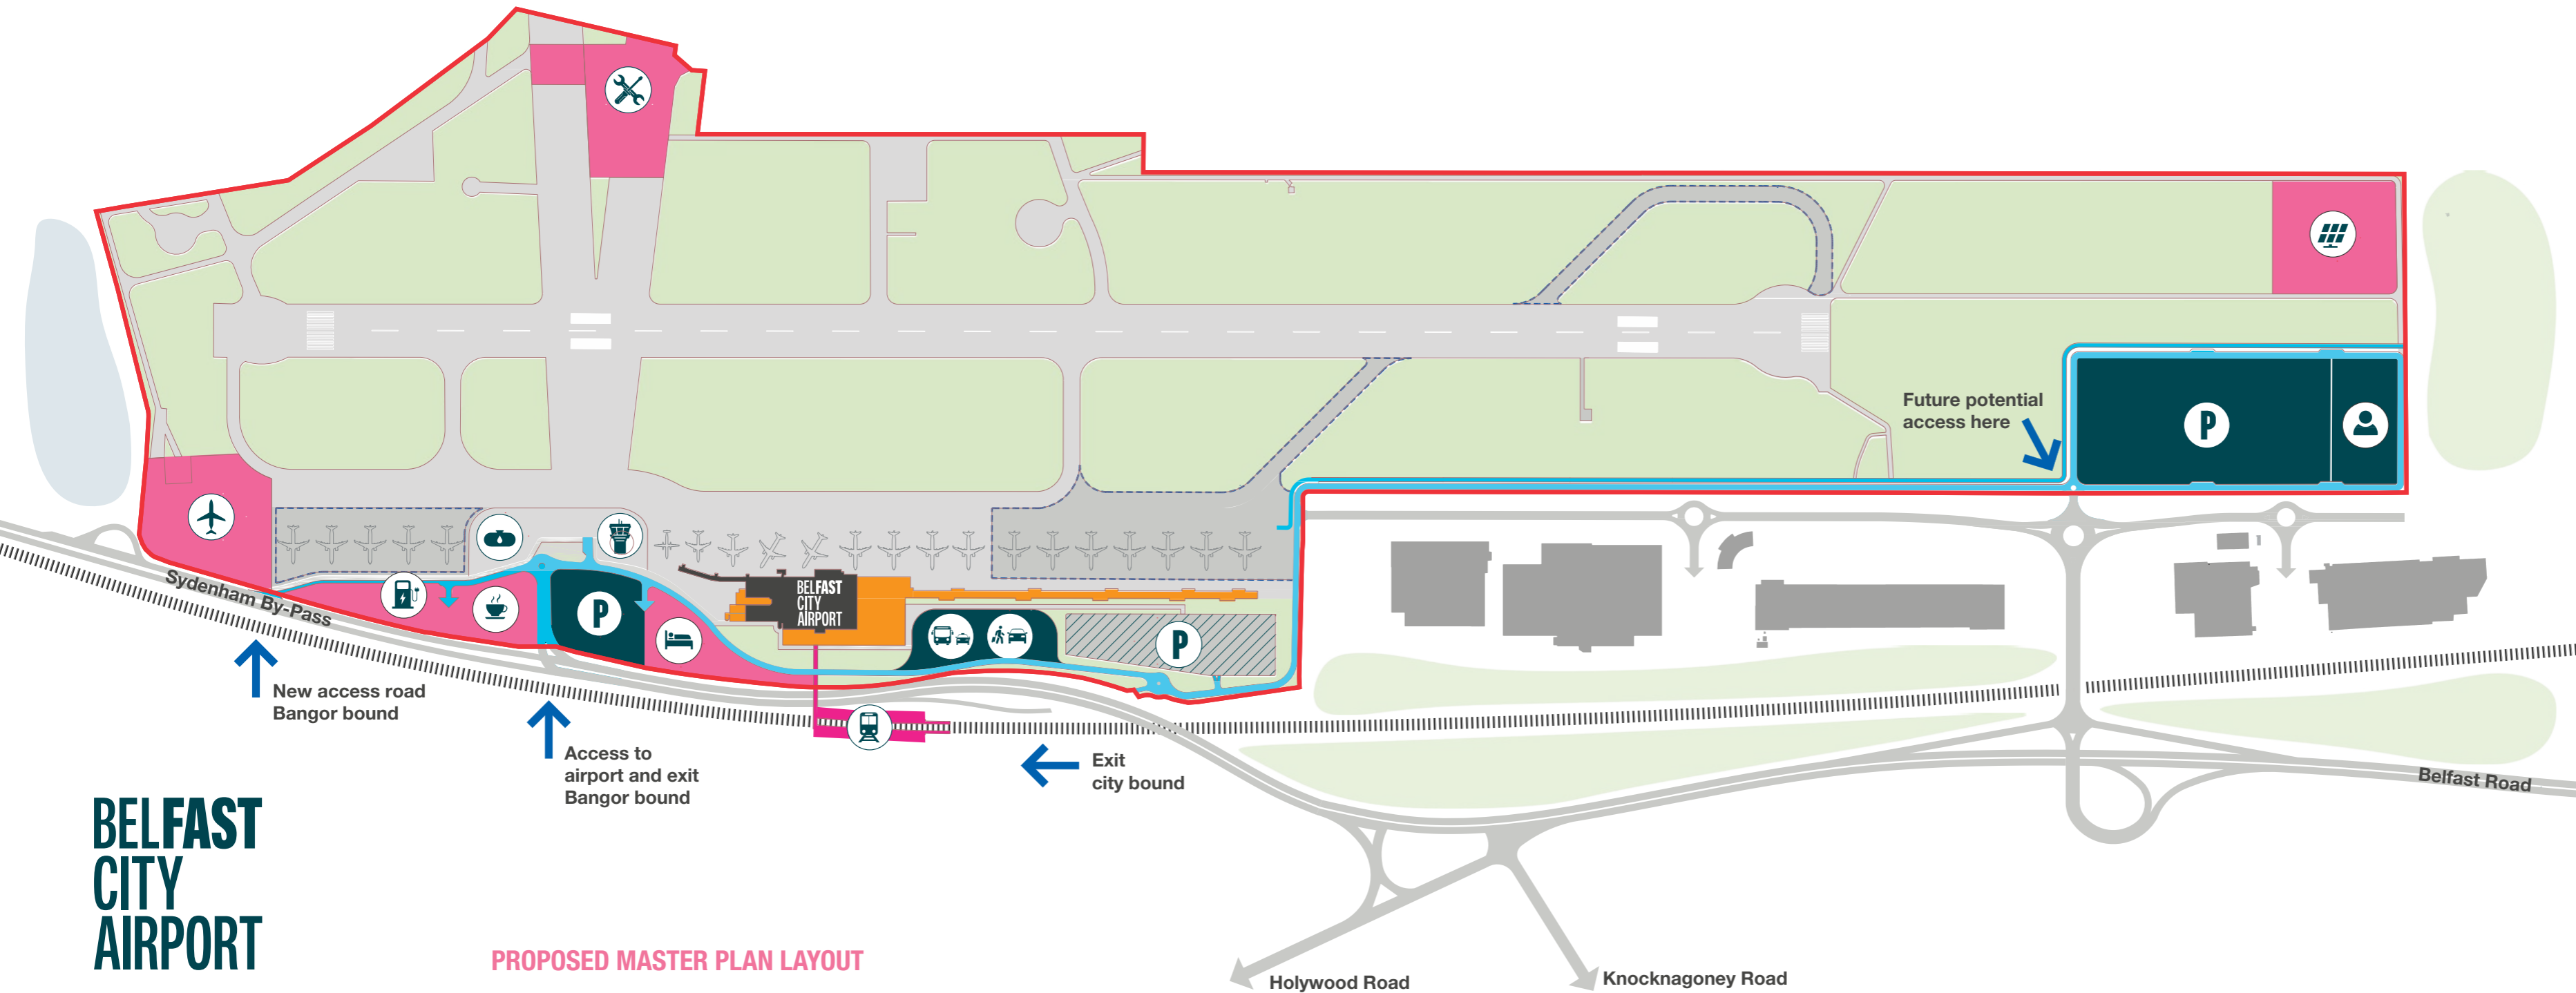 Future potential
access here
P
P
P
BELFAST
CITY
AIRPORT
Sydenham By-Pass
New access road
Bangor bound
Access to
airport and exit
Bangor bound
Exit
city bound
Belfast Road
BELFAST
CITY
AIRPORT
PROPOSED MASTER PLAN LAYOUT
Holywood Road
Knocknagoney Road